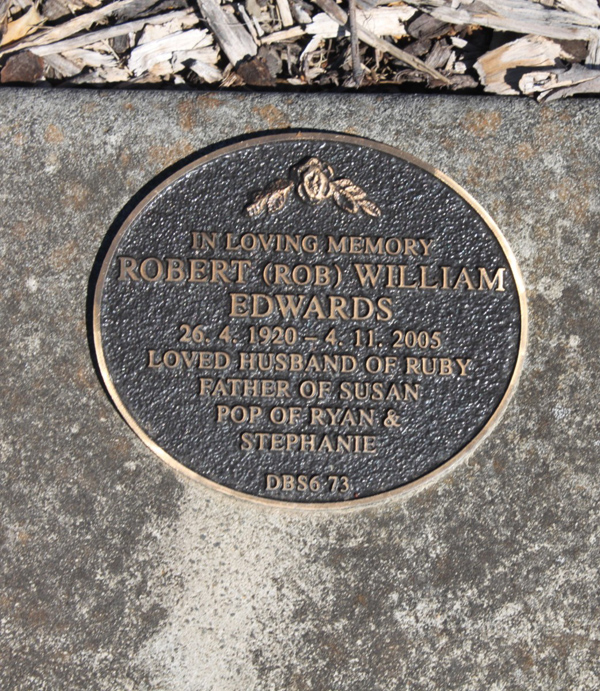 IN LOVING MEMORY
ROBERT (ROB) WILLIAM
EDWARDS
26. 4. 1920 – 4. 11. 2005
LOVED HUSBAND OF RUBY
FATHER OF SUSAN
POP OF RYAN &
STEPHANIE
DBS6 73